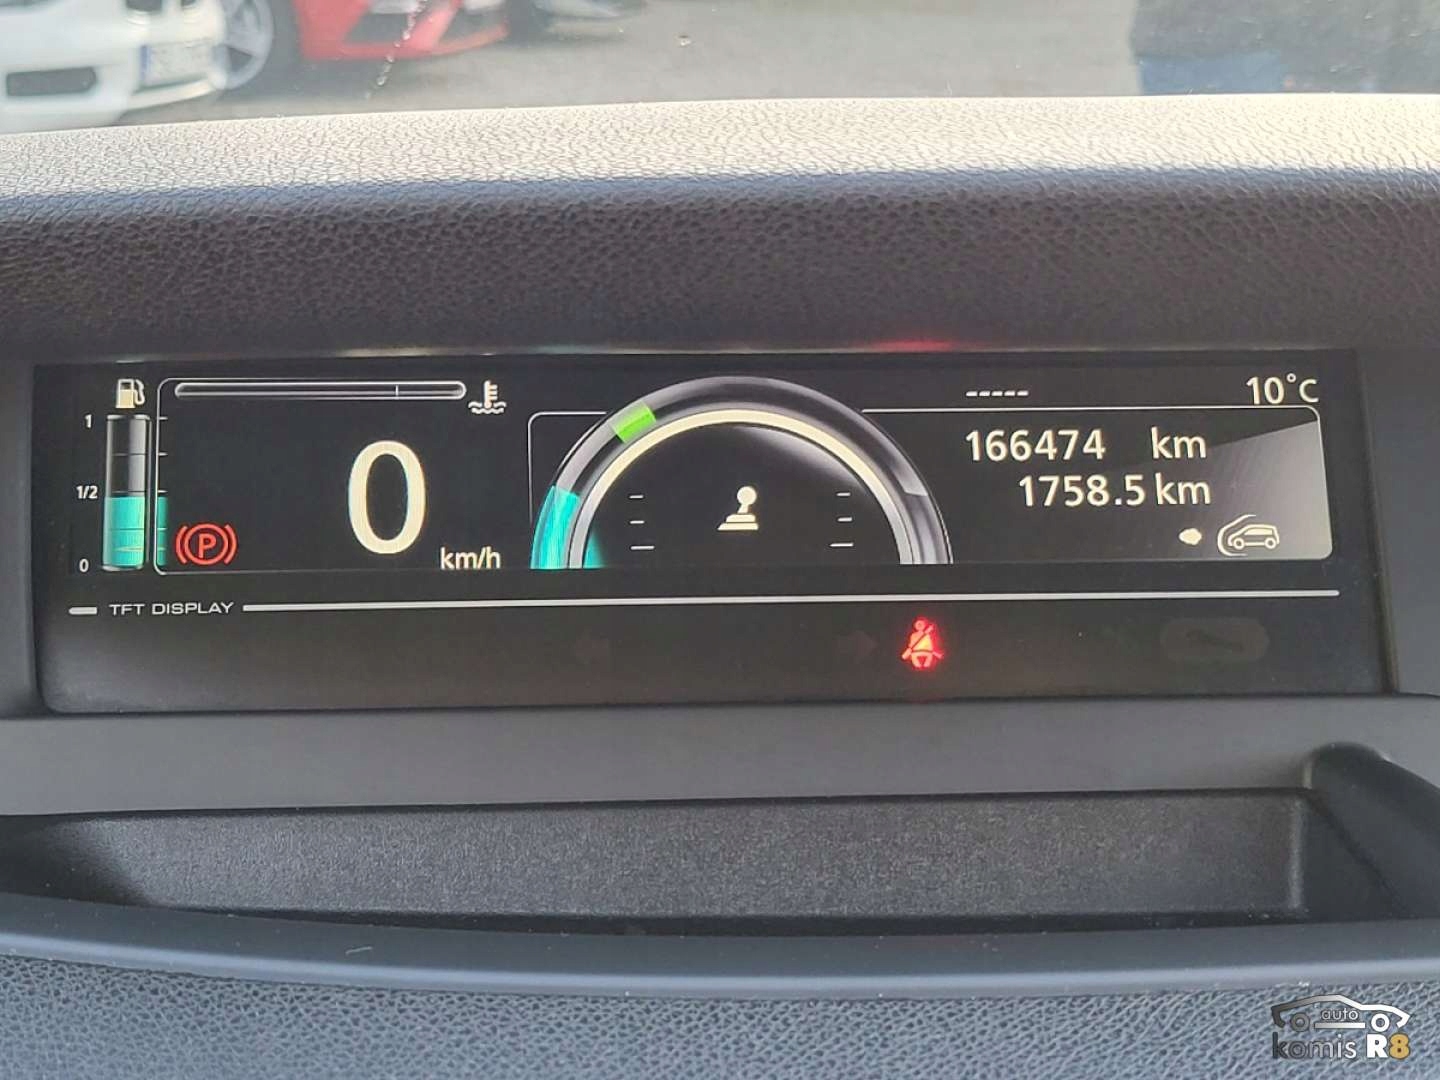 1
1/2
0
P
0
km/h
-----
10°C
166474 km
1758.5 km
TFT DISPLAY
auto
komis R8